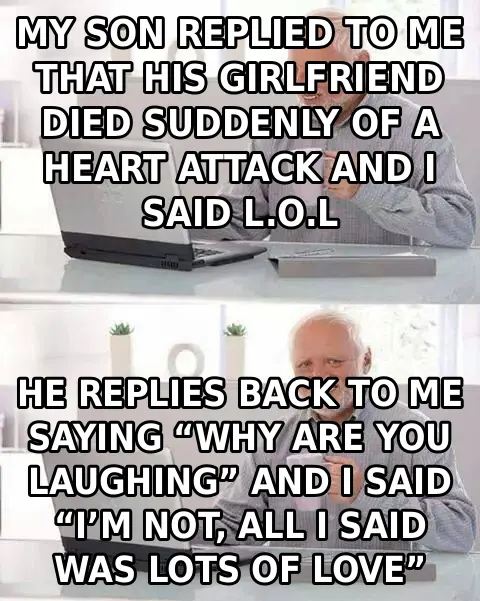 MY SON REPLIED TO ME
THAT HIS GIRLFRIEND
DIED SUDDENLY OF A
HEART ATTACK AND I
SAID L.O.L
HE REPLIES BACK TO ME
SAYING “WHY ARE YOU
LAUGHING” AND I SAID
“I’M NOT, ALL I SAID
WAS LOTS OF LOVE”